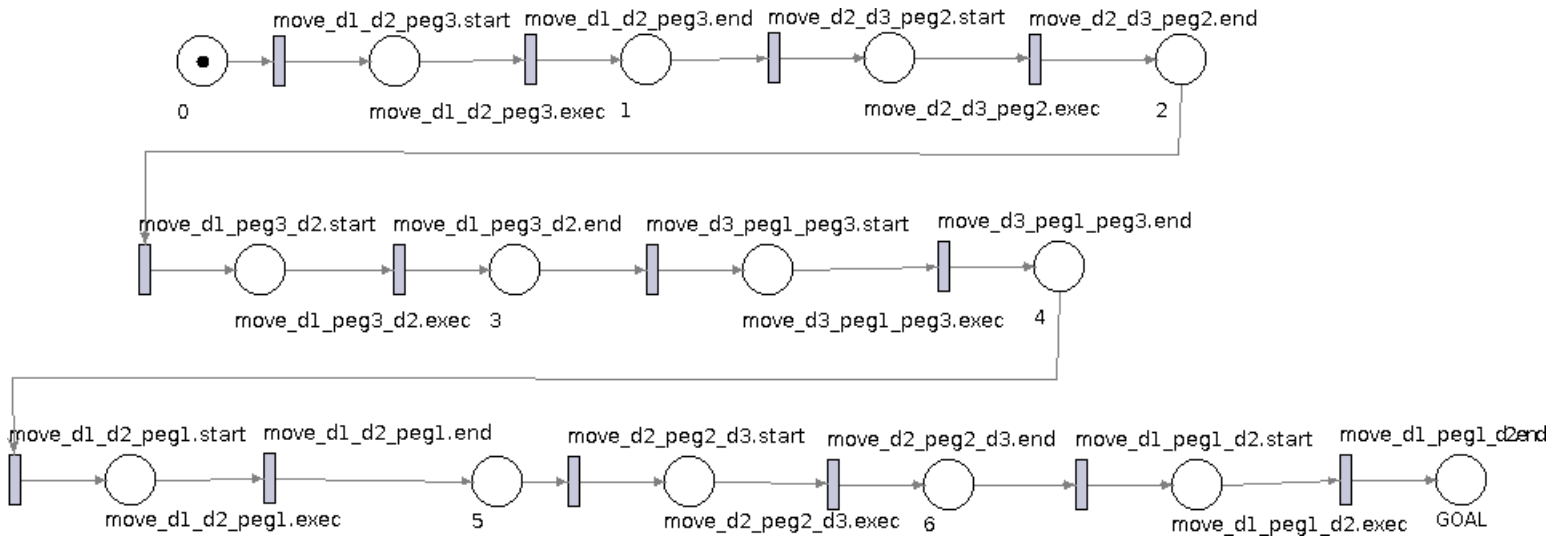 move_d1_d2_peg3.start move_d1_d2_peg3.end move_d2_d3_peg2.start move_d2_d3_peg2.end
0 move_d1_d2_peg3.exec 1 move_d2_d3_peg2.exec 2
move_d1_peg3_d2.start move_d1_peg3_d2.end move_d3_peg1_peg3.start move_d3_peg1_peg3.end
move_d1_peg3_d2.exec 3 move_d3_peg1_peg3.exec 4
move_d1_d2_peg1.start move_d1_d2_peg1.end move_d2_peg2_d3.start move_d2_peg2_d3.end move_d1_peg1_d2.start move_d1_peg1_d2end
move_d1_d2_peg1.exec 5 move_d2_peg2_d3.exec 6 move_d1_peg1_d2.exec GOAL